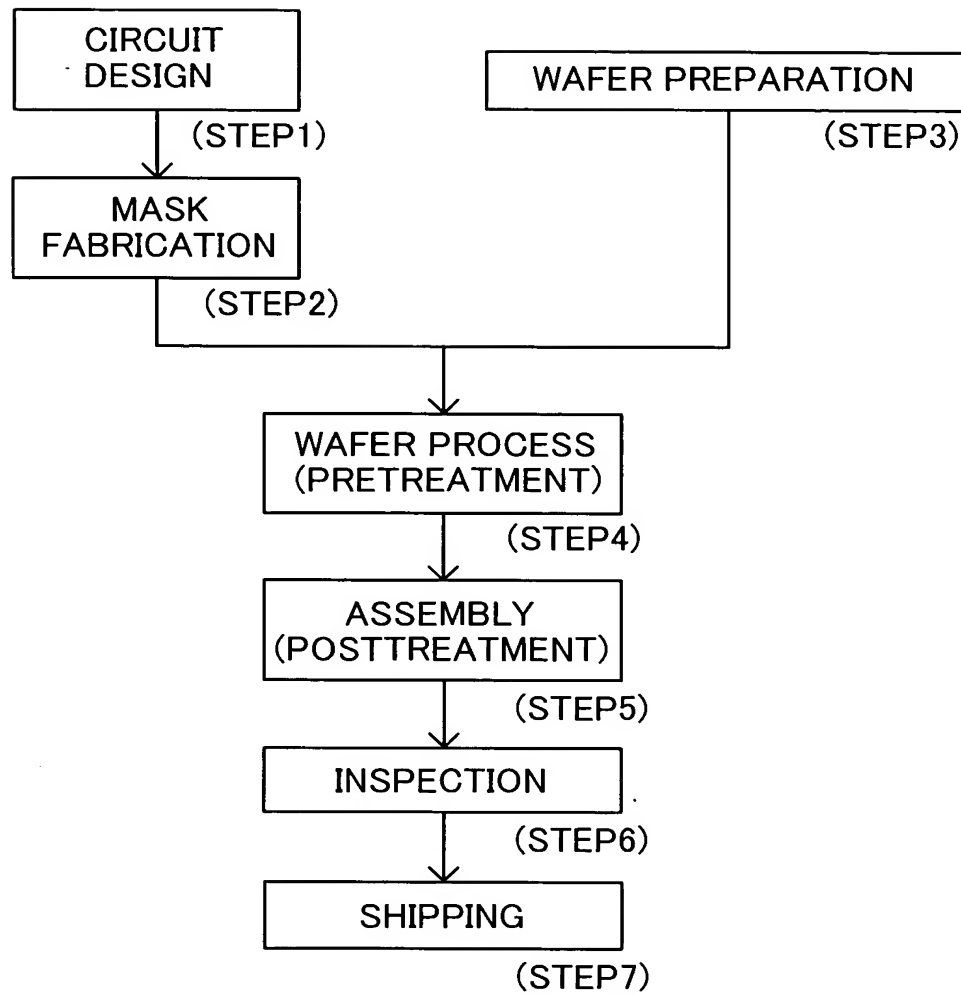 CIRCUIT
DESIGN
(STEP1)
MASK
FABRICATION
(STEP2)
WAFER PREPARATION
(STEP3)
WAFER PROCESS
(PRETREATMENT)
(STEP4)
ASSEMBLY
(POSTTREATMENT)
(STEP5)
INSPECTION
(STEP6)
SHIPPING
(STEP7)